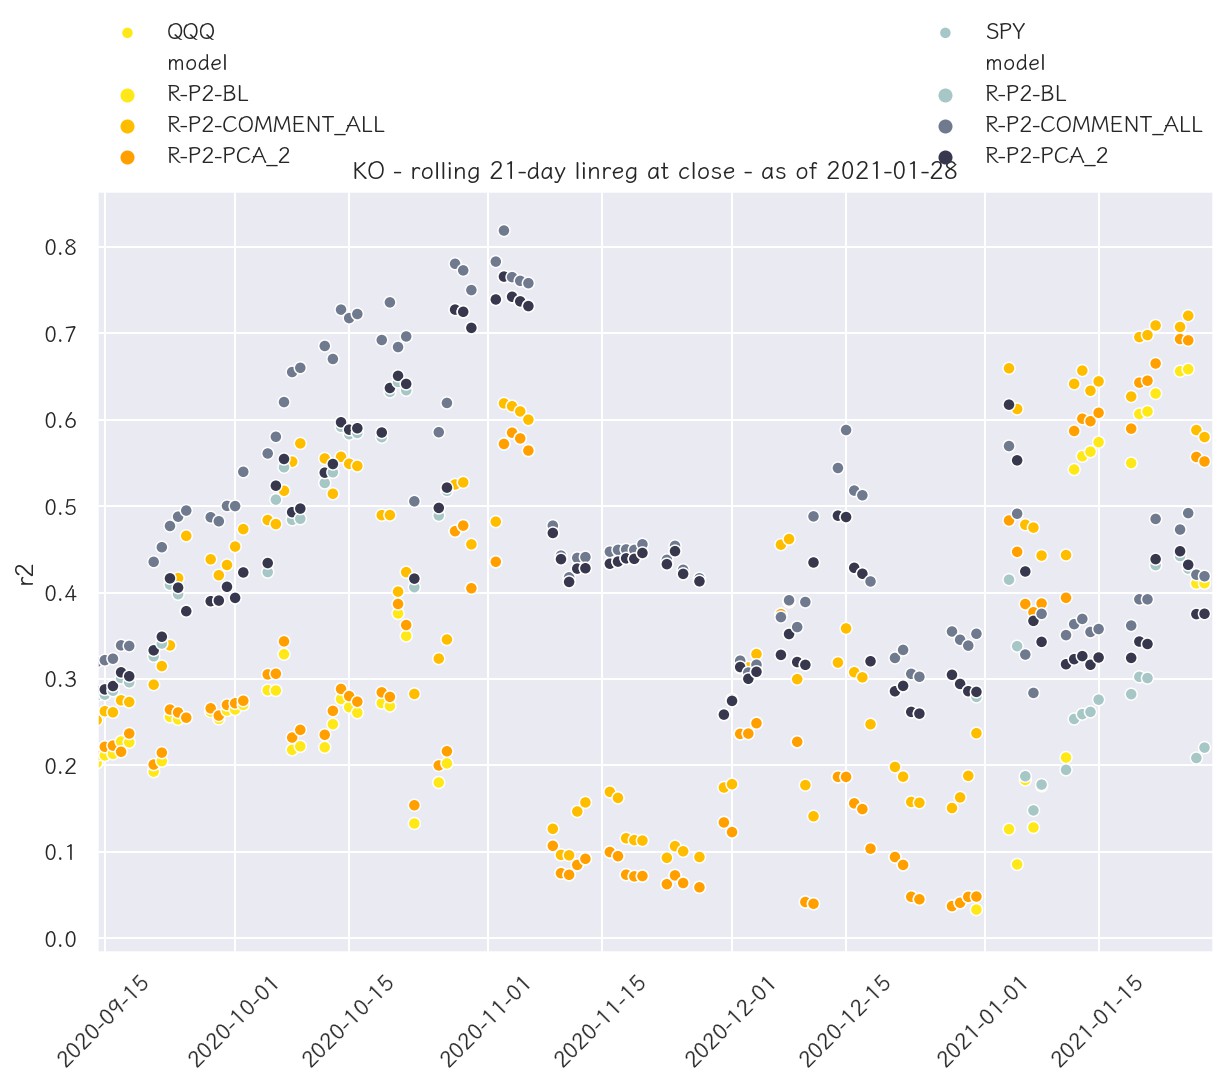 QQQ
model
R-P2-BL
R-P2-COMMENT_ALL
R-P2-PCA_2
SPY
model
R-P2-BL
R-P2-COMMENT_ALL
R-P2-PCA_2
KO - rolling 21-day linreg at close - as of 2021-01-28
r2
0.8
0.7
0.6
0.5
0.4
0.3
0.2
0.1
0.0
2020-09-15
2020-10-01
2020-10-15
2020-11-01
2020-11-15
2020-12-01
2020-12-15
2021-01-01
2021-01-15